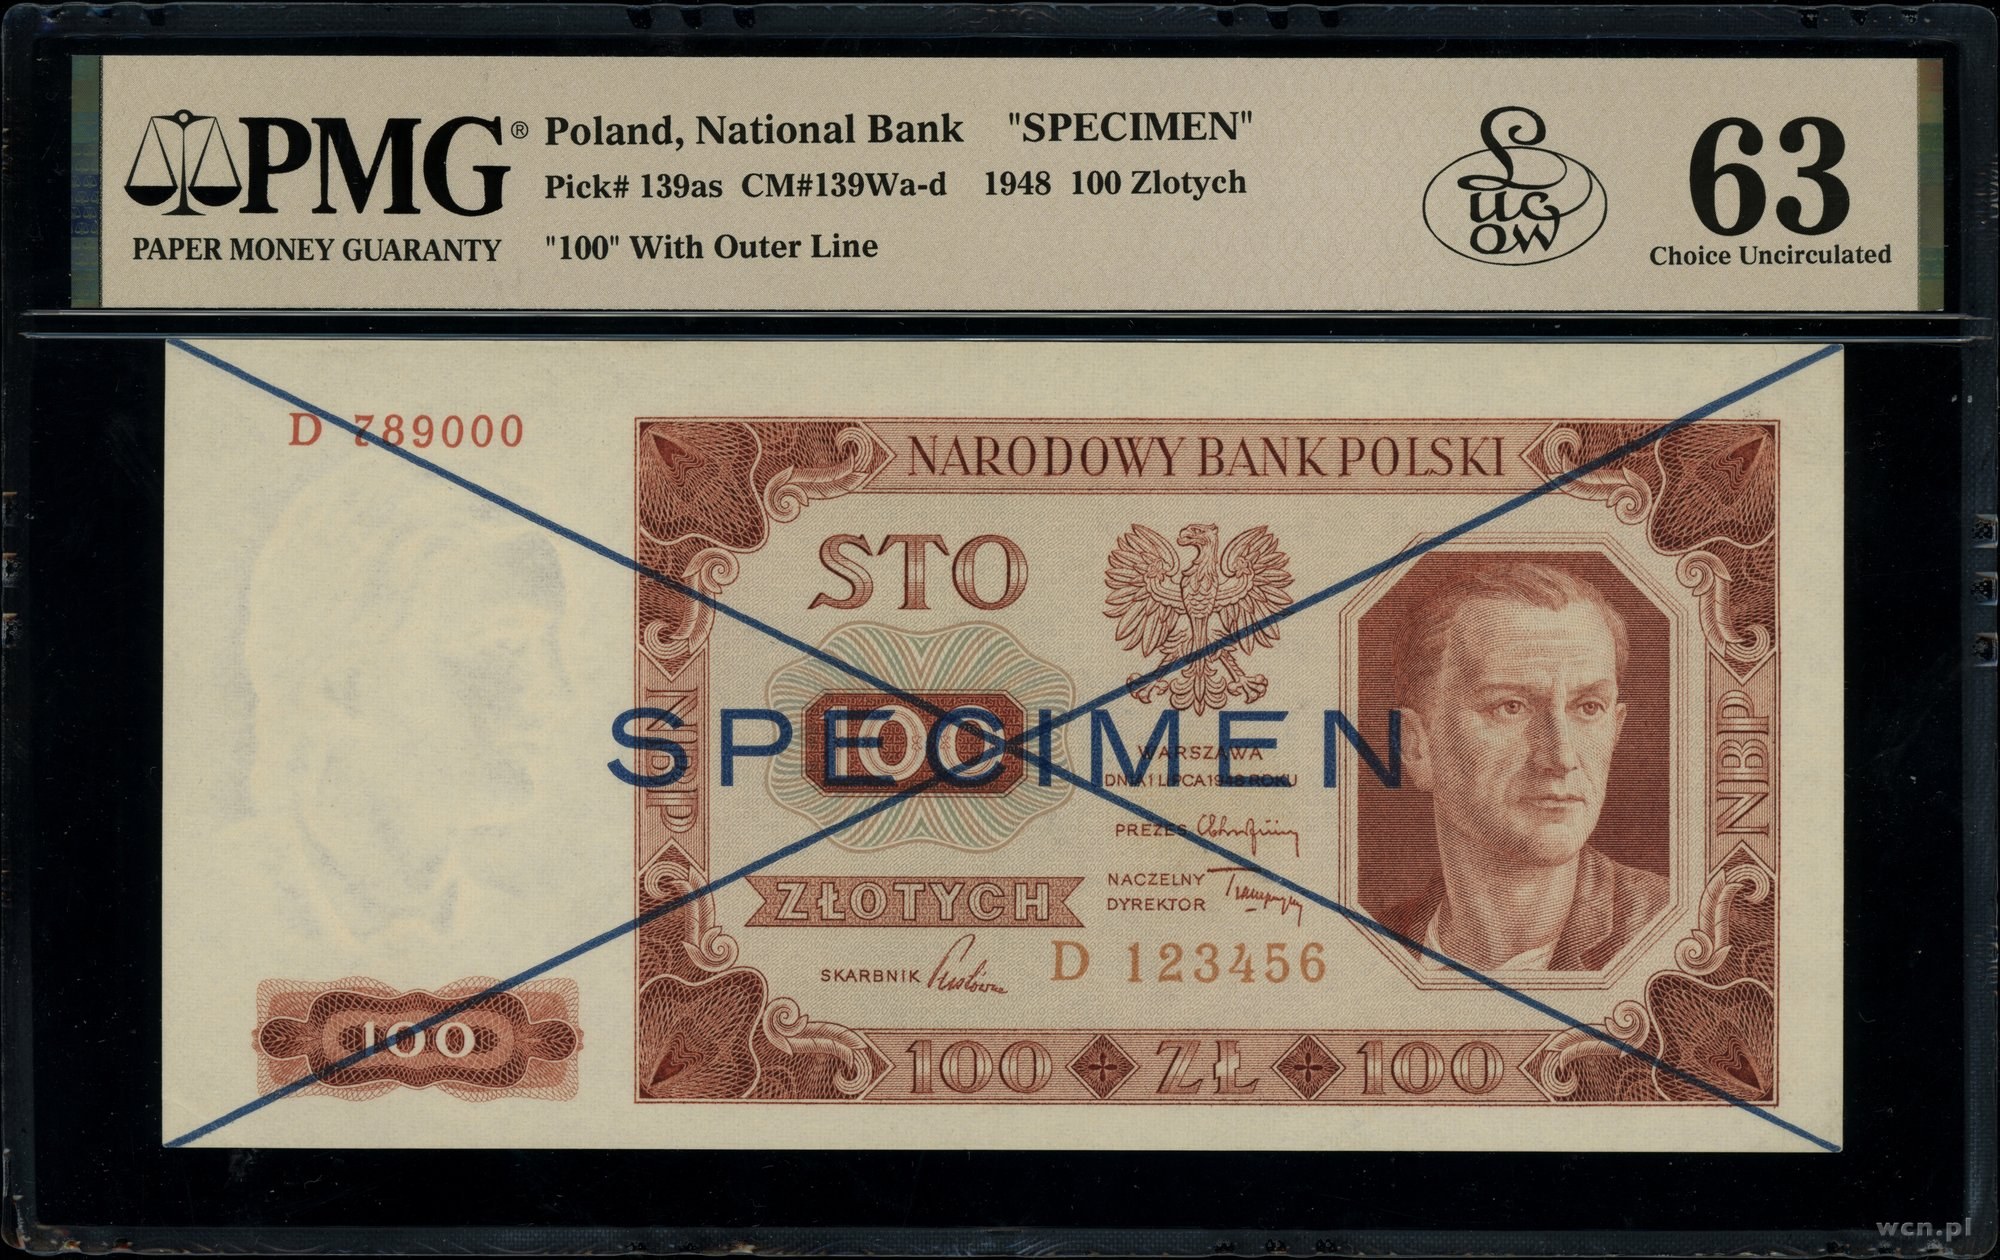 PMG® Poland, National Bank "SPECIMEN"
Pick# 139as CM#139Wa-d 1948 100 Zlotych
PAPER MONEY GUARANTY "100" With Outer Line
Lucow
63
Choice Uncirculated
D 789000
NARODOWY BANK POLSKI
STO
100
SPECIMEN
NBP
NBP
WARSZAWA
DNIA 1 LIPCA 1948 ROKU
PREZES
NACZELNY
DYREKTOR
ZŁOTYCH
SKARBNIK
D 123456
100
100 ZŁ 100
wcn.pl